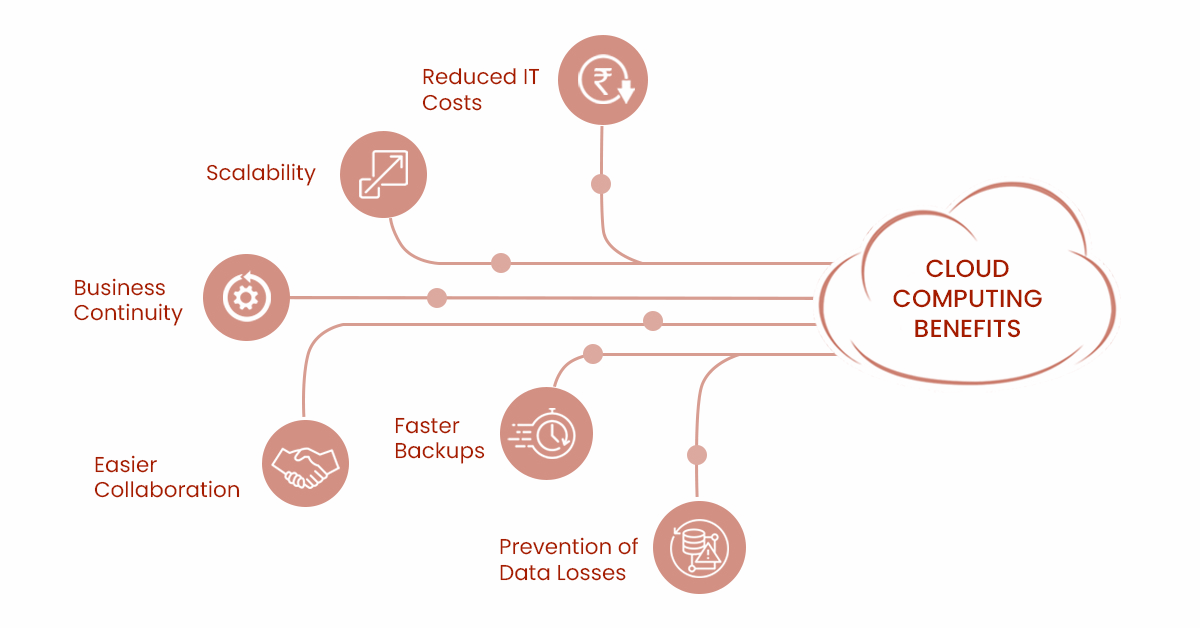 Reduced IT
Costs
Scalability
Business
Continuity
Easier
Collaboration
Faster
Backups
Prevention of
Data Losses
CLOUD
COMPUTING
BENEFITS
₹